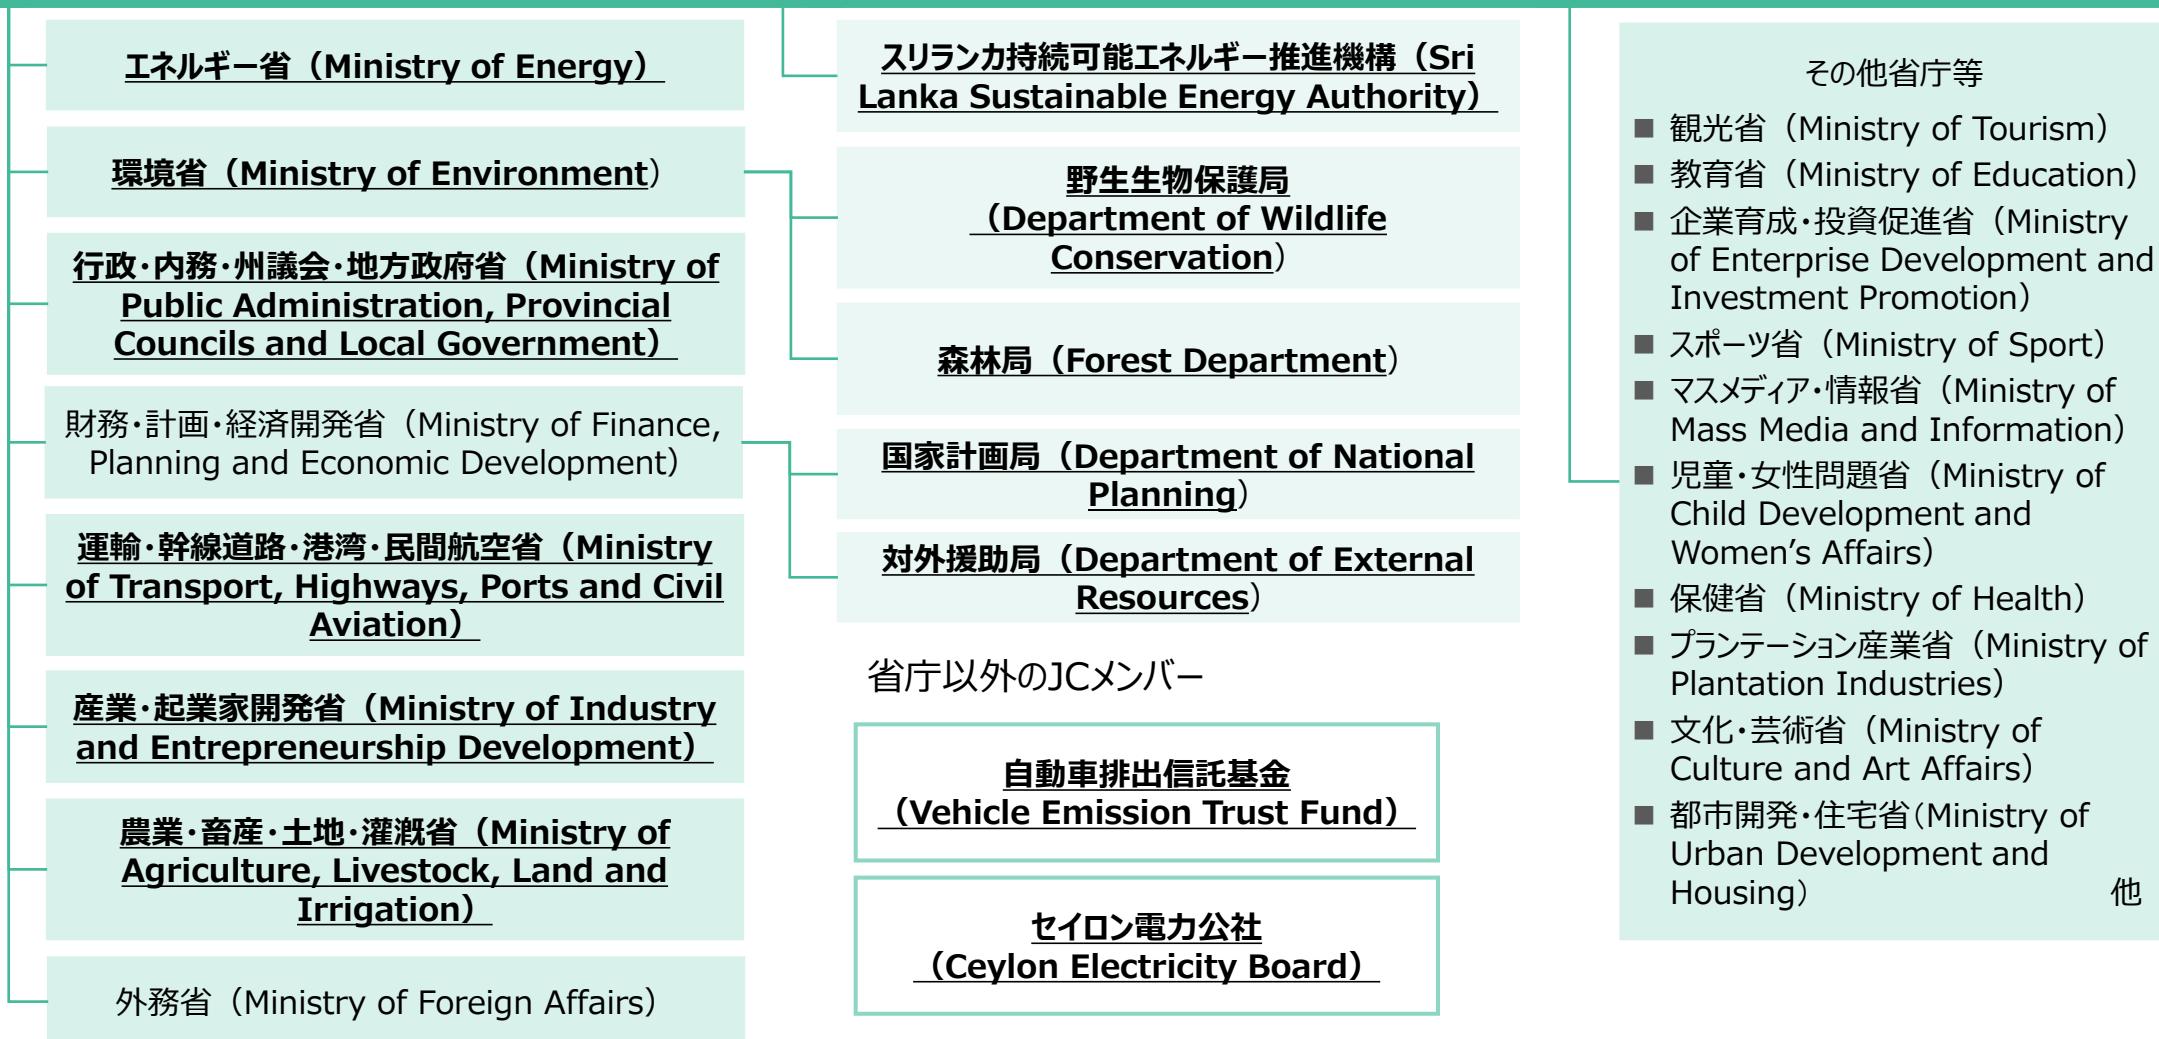 エネルギー省（Ministry of Energy）
環境省（Ministry of Environment）
行政・内務・州議会・地方政府省（Ministry of
Public Administration, Provincial
Councils and Local Government）
財務・計画・経済開発省（Ministry of Finance,
Planning and Economic Development）
運輸・幹線道路・港湾・民間航空省（Ministry
of Transport, Highways, Ports and Civil
Aviation）
産業・起業家開発省（Ministry of Industry
and Entrepreneurship Development）
農業・畜産・土地・灌漑省（Ministry of
Agriculture, Livestock, Land and
Irrigation）
外務省（Ministry of Foreign Affairs）
スリランカ持続可能エネルギー推進機構（Sri
Lanka Sustainable Energy Authority）
野生生物保護局
（Department of Wildlife
Conservation）
森林局（Forest Department）
国家計画局（Department of National
Planning）
対外援助局（Department of External
Resources）
省庁以外のJCメンバー
自動車排出信託基金
（Vehicle Emission Trust Fund）
セイロン電力公社
（Ceylon Electricity Board）
その他省庁等
■ 観光省（Ministry of Tourism）
■ 教育省（Ministry of Education）
■ 企業育成・投資促進省（Ministry
of Enterprise Development and
Investment Promotion）
■ スポーツ省（Ministry of Sport）
■ マスメディア・情報省（Ministry of
Mass Media and Information）
■ 児童・女性問題省（Ministry of
Child Development and
Women’s Affairs）
■ 保健省（Ministry of Health）
■ プランテーション産業省（Ministry of
Plantation Industries）
■ 文化・芸術省（Ministry of
Culture and Art Affairs）
■ 都市開発・住宅省(Ministry of
Urban Development and
Housing） 他